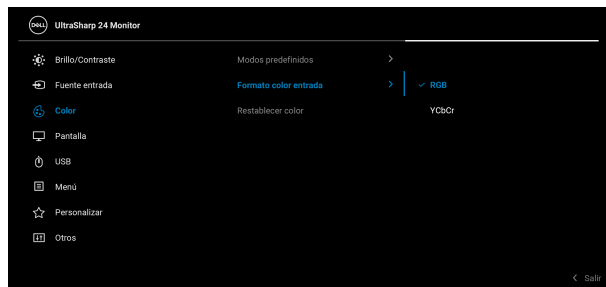 DELL UltraSharp 24 Monitor
Brillo/Contraste Modos predefinidos
Fuente entrada Formato color entrada RGB
Color Restablecer color YCbCr
Pantalla
USB
Menú
Personalizar
Otros
Salir